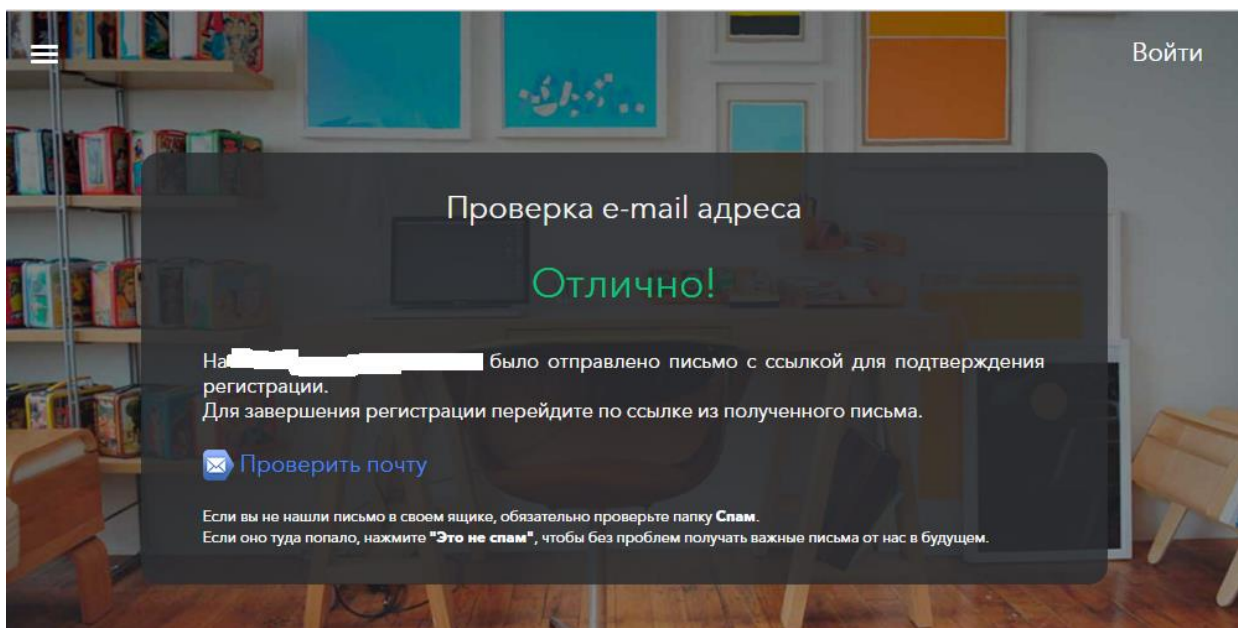 Войти
Проверка e-mail адреса
Отлично!
На было отправлено письмо с ссылкой для подтверждения
регистрации.
Для завершения регистрации перейдите по ссылке из полученного письма.
Проверить почту
Если вы не нашли письмо в своем ящике, обязательно проверьте папку Спам.
Если оно туда попало, нажмите "Это не спам", чтобы без проблем получать важные письма от нас в будущем.